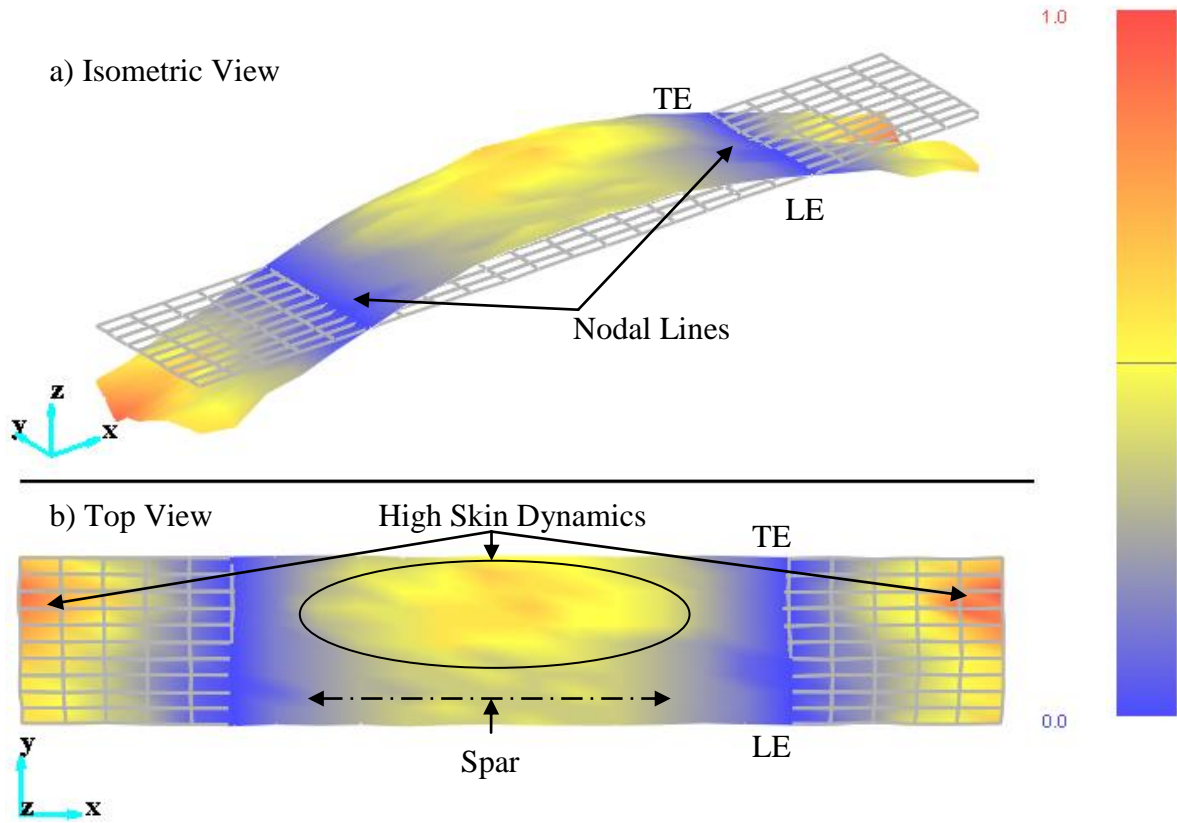 1.0
a) Isometric View
TE
LE
Nodal Lines
z
y
x
b) Top View
High Skin Dynamics
TE
0.0
LE
Spar
y
z
x